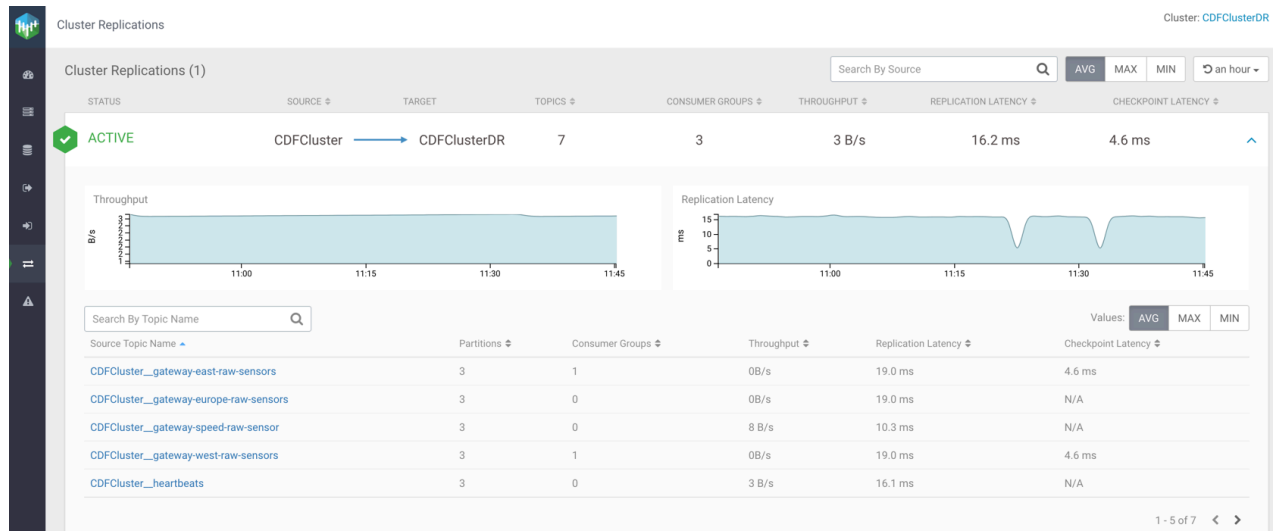 Cluster Replications
Cluster: CDFClusterDR
Cluster Replications (1)
Search By Source
AVG MAX MIN
an hour
STATUS SOURCE TARGET TOPICS CONSUMER GROUPS THROUGHPUT REPLICATION LATENCY CHECKPOINT LATENCY
ACTIVE CDFCluster CDFClusterDR 7 3 3 B/s 16.2 ms 4.6 ms
Throughput
B/s
3
3
2
2
2
2
1
11:00 11:15 11:30 11:45
Replication Latency
ms
15
10
5
0
11:00 11:15 11:30 11:45
Search By Topic Name
Values: AVG MAX MIN
Source Topic Name Partitions Consumer Groups Throughput Replication Latency Checkpoint Latency
CDFCluster__gateway-east-raw-sensors 3 1 0B/s 19.0 ms 4.6 ms
CDFCluster__gateway-europe-raw-sensors 3 0 0B/s 19.0 ms N/A
CDFCluster__gateway-speed-raw-sensor 3 0 8 B/s 10.3 ms N/A
CDFCluster__gateway-west-raw-sensors 3 1 0B/s 19.0 ms 4.6 ms
CDFCluster__heartbeats 3 0 3 B/s 16.1 ms N/A
1 - 5 of 7